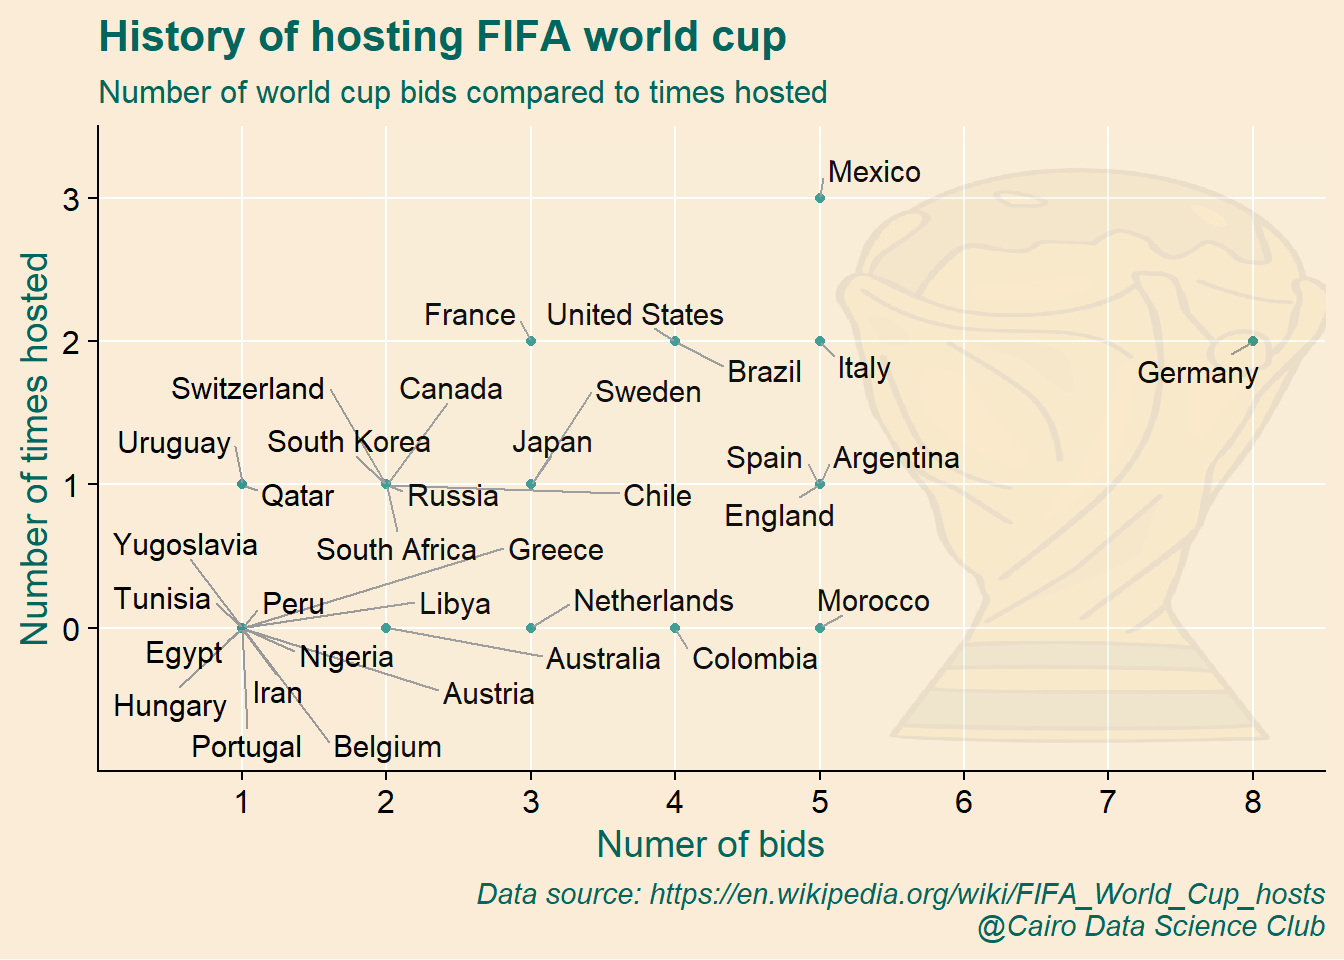 History of hosting FIFA world cup
Number of world cup bids compared to times hosted
Number of times hosted
3
2
1
0
Mexico
France
United States
Brazil
Italy
Germany
Switzerland
Canada
Sweden
Uruguay
South Korea
Japan
Spain
Argentina
Qatar
Russia
Chile
England
Yugoslavia
South Africa
Greece
Tunisia
Peru
Libya
Netherlands
Morocco
Egypt
Nigeria
Australia
Colombia
Hungary
Iran
Austria
Portugal
Belgium
1 2 3 4 5 6 7 8
Numer of bids
Data source: https://en.wikipedia.org/wiki/FIFA_World_Cup_hosts
@Cairo Data Science Club